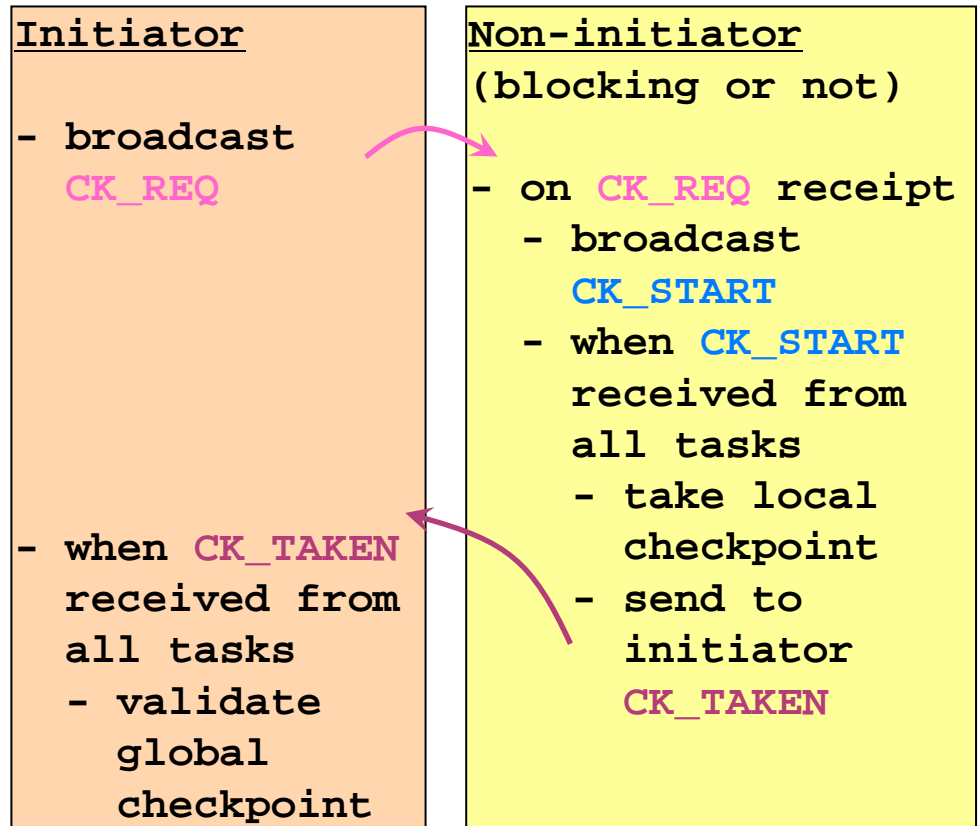 Initiator
- broadcast
CK_REQ
- when CK_TAKEN
received from
all tasks
- validate
global
checkpoint
Non-initiator
(blocking or not)
- on CK_REQ receipt
- broadcast
CK_START
- when CK_START
received from
all tasks
- take local
checkpoint
- send to
initiator
CK_TAKEN